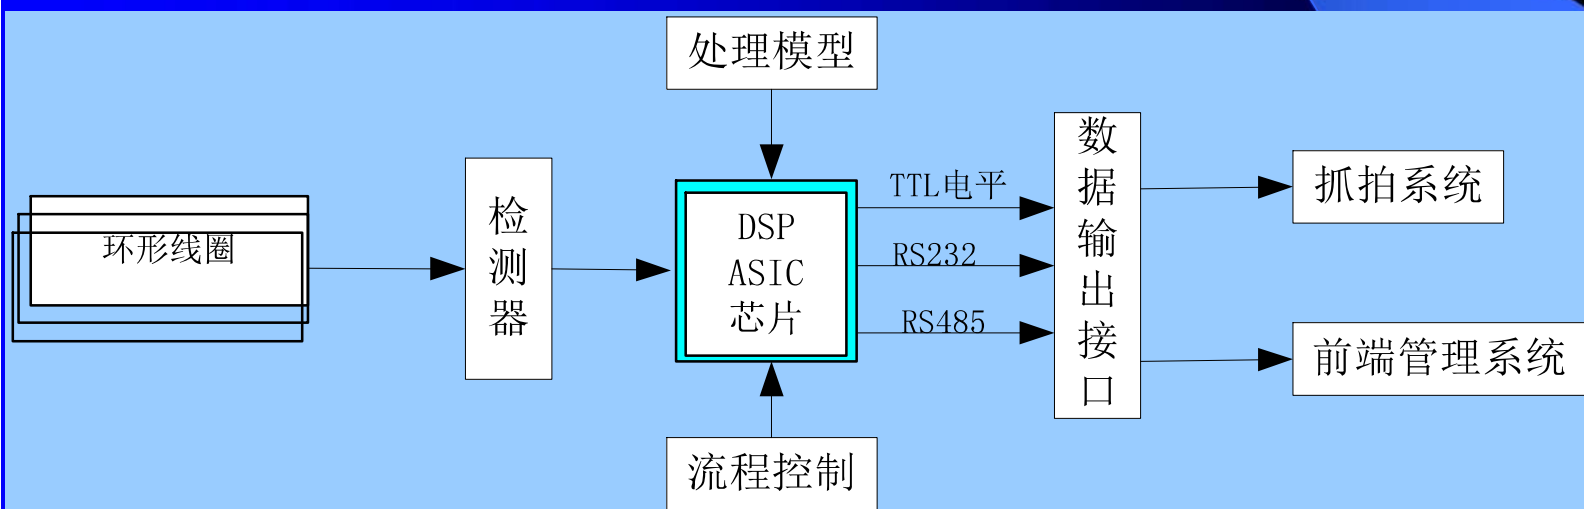 处理模型
环形线圈
检测器
DSP
ASIC
芯片
TTL电平
RS232
RS485
数据输出接口
抓拍系统
前端管理系统
流程控制